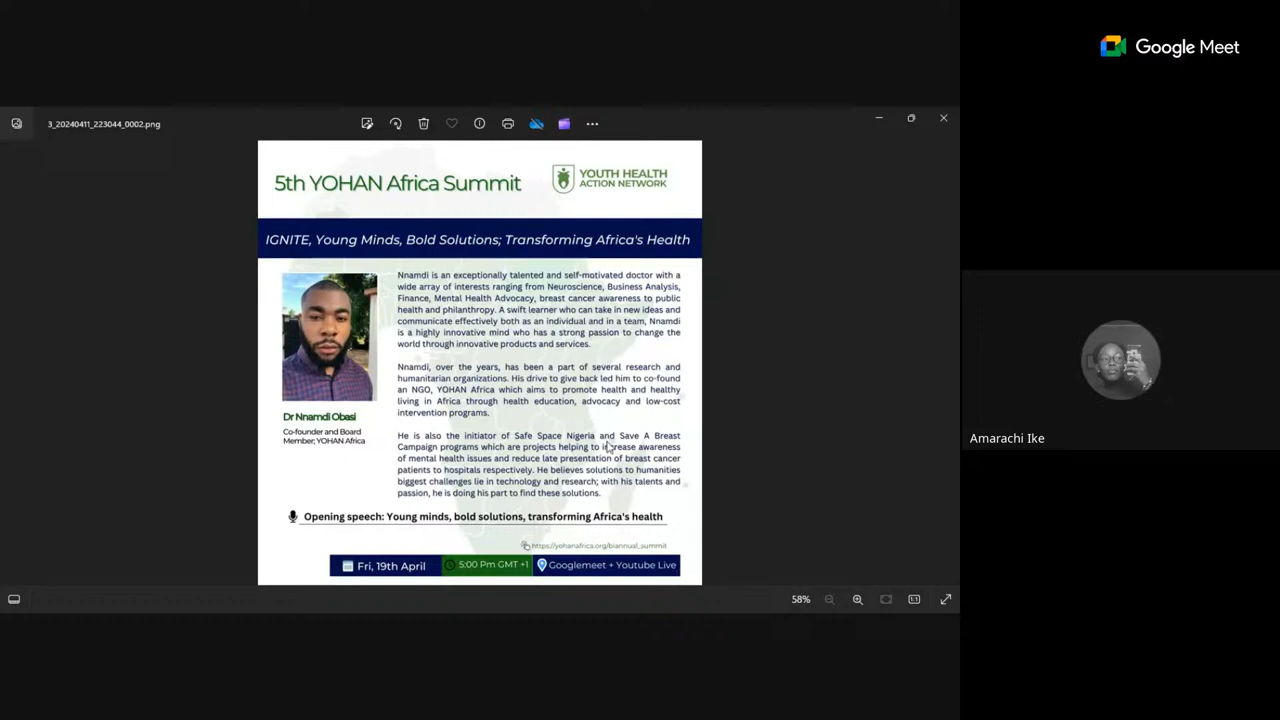 Google Meet
3_20240411_223044_0002.png
5th YOHAN Africa Summit
YOUTH HEALTH
ACTION NETWORK
IGNITE, Young Minds, Bold Solutions; Transforming Africa's Health
Nnamdi is an exceptionally talented and self-motivated doctor with a
wide array of interests ranging from Neuroscience, Business Analysis,
Finance, Mental Health Advocacy, breast cancer awareness to public
health and philanthropy. A swift learner who can take in new ideas and
communicate effectively both as an individual and in a team, Nnamdi
is a highly innovative mind who has a strong passion to change the
world through innovative products and services.
Nnamdi, over the years, has been a part of several research and
humanitarian organizations. His drive to give back led him to co-found
an NGO, YOHAN Africa which aims to promote health and healthy
living in Africa through health education, advocacy and low-cost
intervention programs.
He is also the initiator of Safe Space Nigeria and Save A Breast
Campaign programs which are projects helping to increase awareness
of mental health issues and reduce late presentation of breast cancer
patients to hospitals respectively. He believes solutions to humanities
biggest challenges lie in technology and research; with his talents and
passion, he is doing his part to find these solutions.
Dr Nnamdi Obasi
Co-founder and Board
Member; YOHAN Africa
Opening speech: Young minds, bold solutions, transforming Africa's health
https://yohanafrica.org/biannual_summit
Fri, 19th April
5:00 Pm GMT +1
Googlemeet + Youtube Live
58%
Amarachi Ike